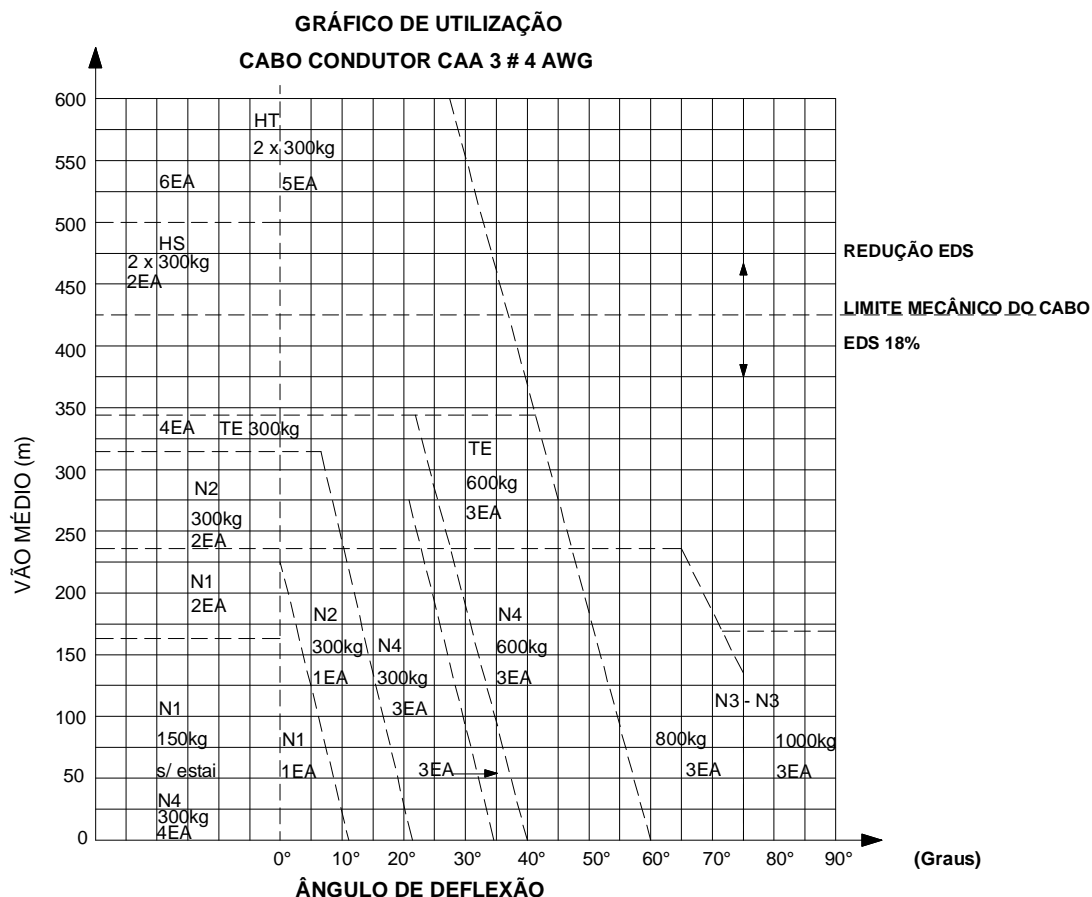 GRÁFICO DE UTILIZAÇÃO
CABO CONDUTOR CAA 3 # 4 AWG
600
HT
2 x 300kg
550
6EA
5EA
500
HS
2 x 300kg
2EA
REDUÇÃO EDS
450
LIMITE MECÂNICO DO CABO
400
EDS 18%
350
4EA
TE 300kg
TE
600kg
3EA
300
N2
300kg
2EA
250
VÃO MÉDIO (m)
N1
2EA
200
N2
300kg
1EA
N4
300kg
3EA
N4
600kg
3EA
150
N3 - N3
100
N1
150kg
s/ estai
N1
1EA
3EA
800kg
3EA
1000kg
3EA
50
N4
300kg
4EA
0
0° 10° 20° 30° 40° 50° 60° 70° 80° 90°
(Graus)
ÂNGULO DE DEFLEXÃO